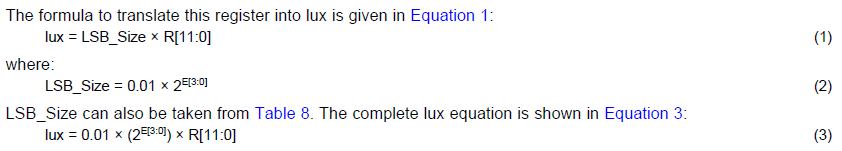 The formula to translate this register into lux is given in Equation 1:
lux = LSB_Size × R[11:0] (1)
where:
LSB_Size = 0.01 × 2^E[3:0] (2)
LSB_Size can also be taken from Table 8. The complete lux equation is shown in Equation 3:
lux = 0.01 × (2^E[3:0]) × R[11:0] (3)